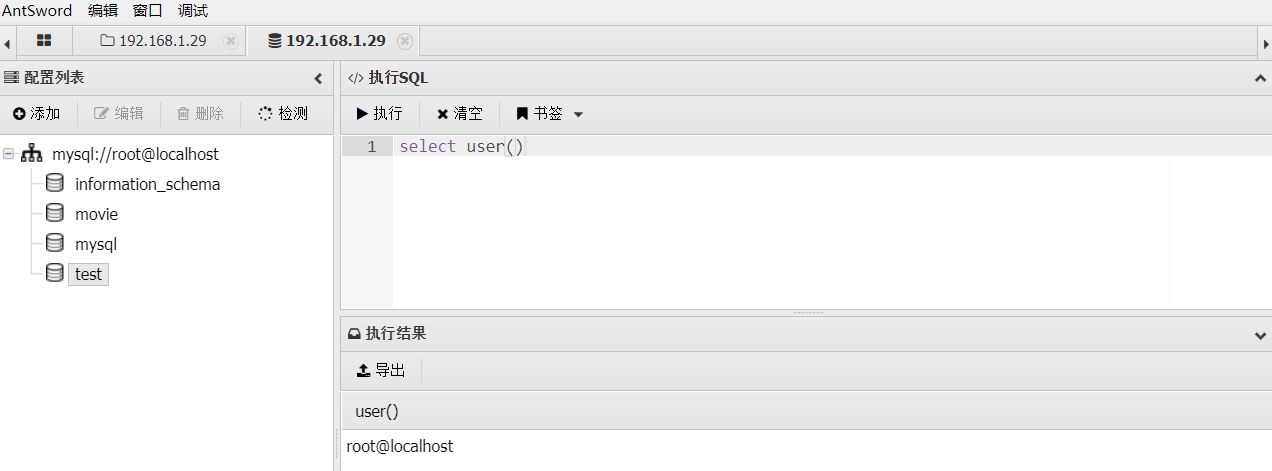 AntSword 编辑 窗口 调试
192.168.1.29 192.168.1.29
配置列表
添加 编辑 删除 检测
mysql://root@localhost
information_schema
movie
mysql
test
</> 执行SQL
执行 清空 书签
1 select user()
执行结果
导出
user()
root@localhost